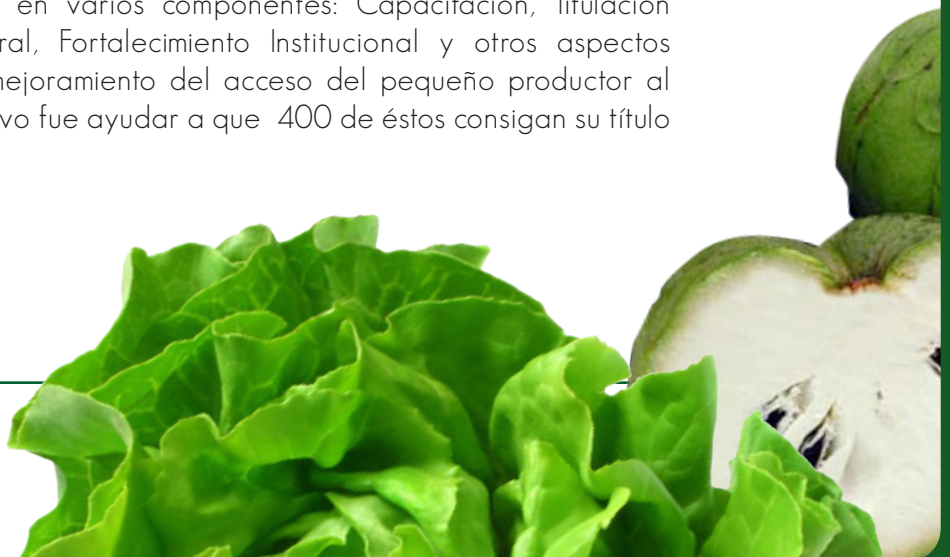 en varios componentes: Capacitación, Titulación
ral, Fortalecimiento Institucional y otros aspectos
mejoramiento del acceso del pequeño productor al
vo fue ayudar a que 400 de éstos consigan su título